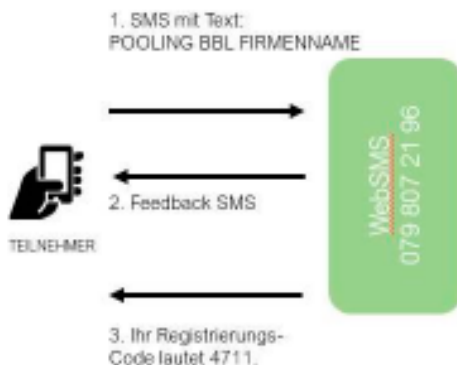 1. SMS mit Text:
POOLING BBL FIRMENNAME
WebSMS
079 807 21 96
2. Feedback SMS
TEILNEHMER
3. Ihr Registrierungs-
Code lautet 4711.